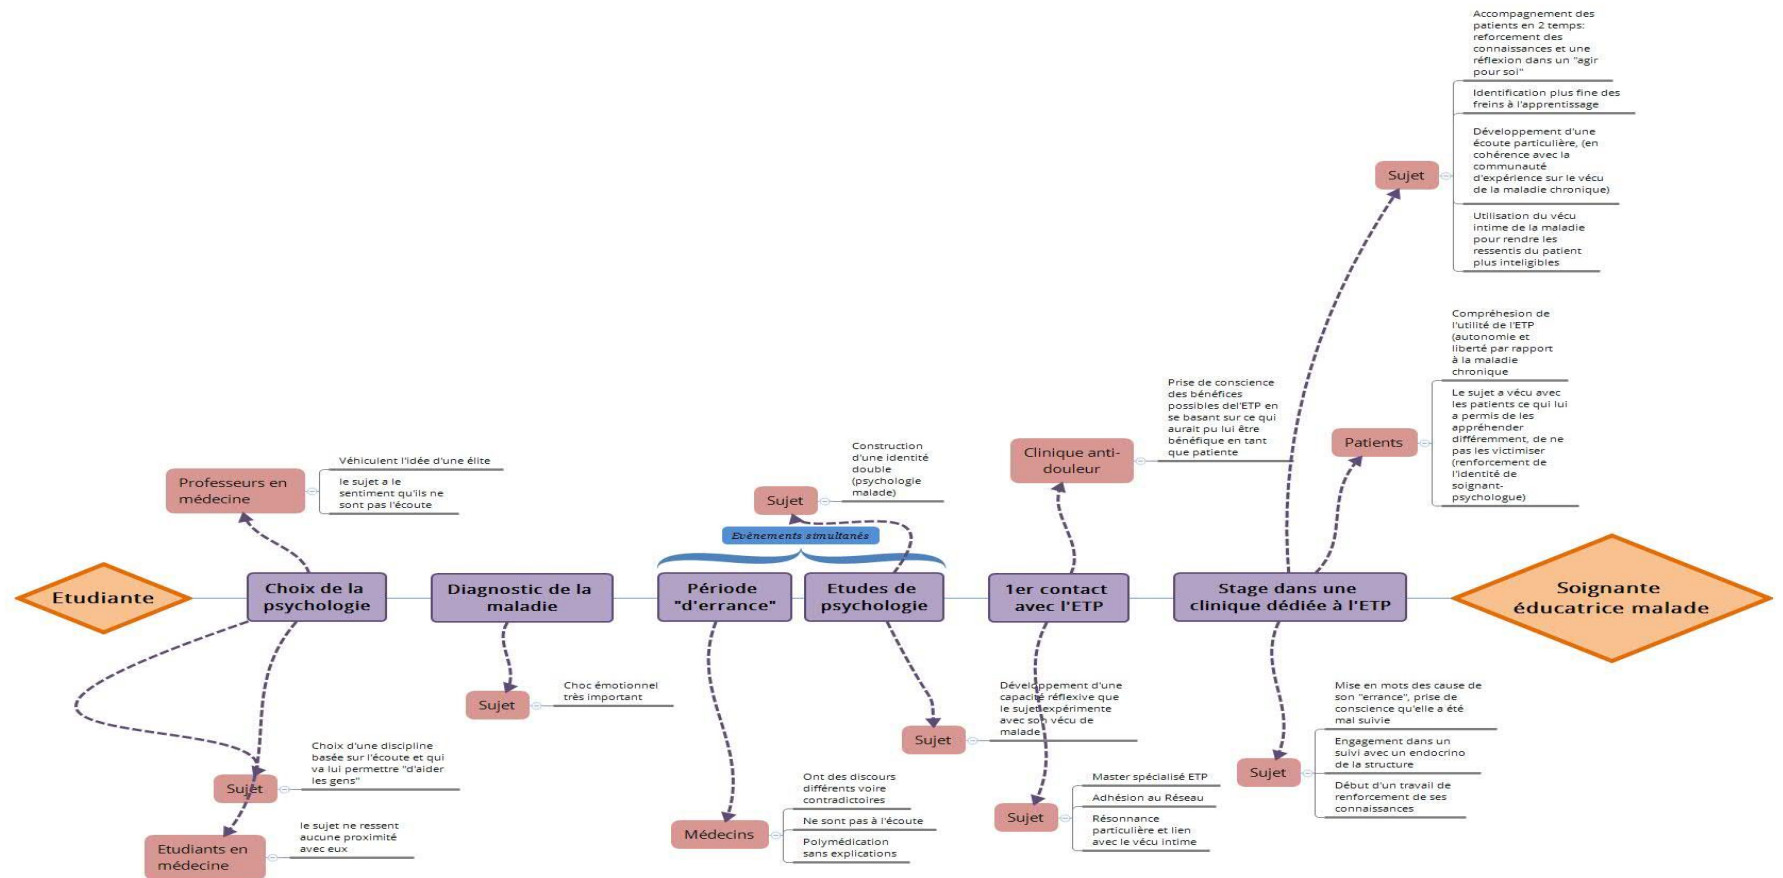 Accompagnement des
patients en 2 temps:
reforcement des
connaissances et une
réflexion dans un "agir
pour soi"
Identification plus fine des
freins à l'apprentissage
Développement d'une
écoute particulière, (en
cohérence avec la
communauté
d'expérience sur le vécu
de la maladie chronique)
Sujet
Utilisation du vécu
intime de la maladie
pour rendre les
ressentis du patient
plus inteligibles
Compréhesion de
l'utilité de l'ETP
(autonomie et
liberté par rapport
à la maladie
chronique
Le sujet a vécu avec
les patients ce qui lui
a permis de les
appréhender
différemment, de ne
pas les victimiser
(renforcement de
l'identité de
soignant-
psychologue)
Patients
Prise de conscience
des bénéfices
possibles del'ETP en
se basant sur ce qui
aurait pu lui être
bénéfique en tant
que patiente
Clinique anti-
douleur
Construction
d'une identité
double
(psychologie
malade)
Sujet
Véhiculent l'idée d'une élite
Professeurs en
médecine
le sujet a le
sentiment qu'ils ne
sont pas l'écoute
Evènements simultanés
Etudiante
Choix de la
psychologie
Diagnostic de la
maladie
Période
"d'errance"
Etudes de
psychologie
1er contact
avec l'ETP
Stage dans une
clinique dédiée à l'ETP
Soignante
éducatrice malade
Choc émotionnel
très important
Sujet
Développement d'une
capacité réflexive que
le sujet expérimente
avec son vécu de
malade
Sujet
Mise en mots des cause de
son "errance", prise de
conscience qu'elle a été
mal suivie
Engagement dans un
suivi avec un endocrino
de la structure
Sujet
Début d'un travail de
renforcement de ses
connaissances
Choix d'une discipline
basée sur l'écoute et qui
va lui permettre "d'aider
les gens"
Sujet
Ont des discours
différents voire
contradictoires
Ne sont pas à l'écoute
Médecins
Polymédication
sans explications
Master spécialisé ETP
Adhésion au Réseau
Sujet
Résonnance
particulière et lien
avec le vécu intime
le sujet ne ressent
aucune proximité
avec eux
Etudiants en
médecine